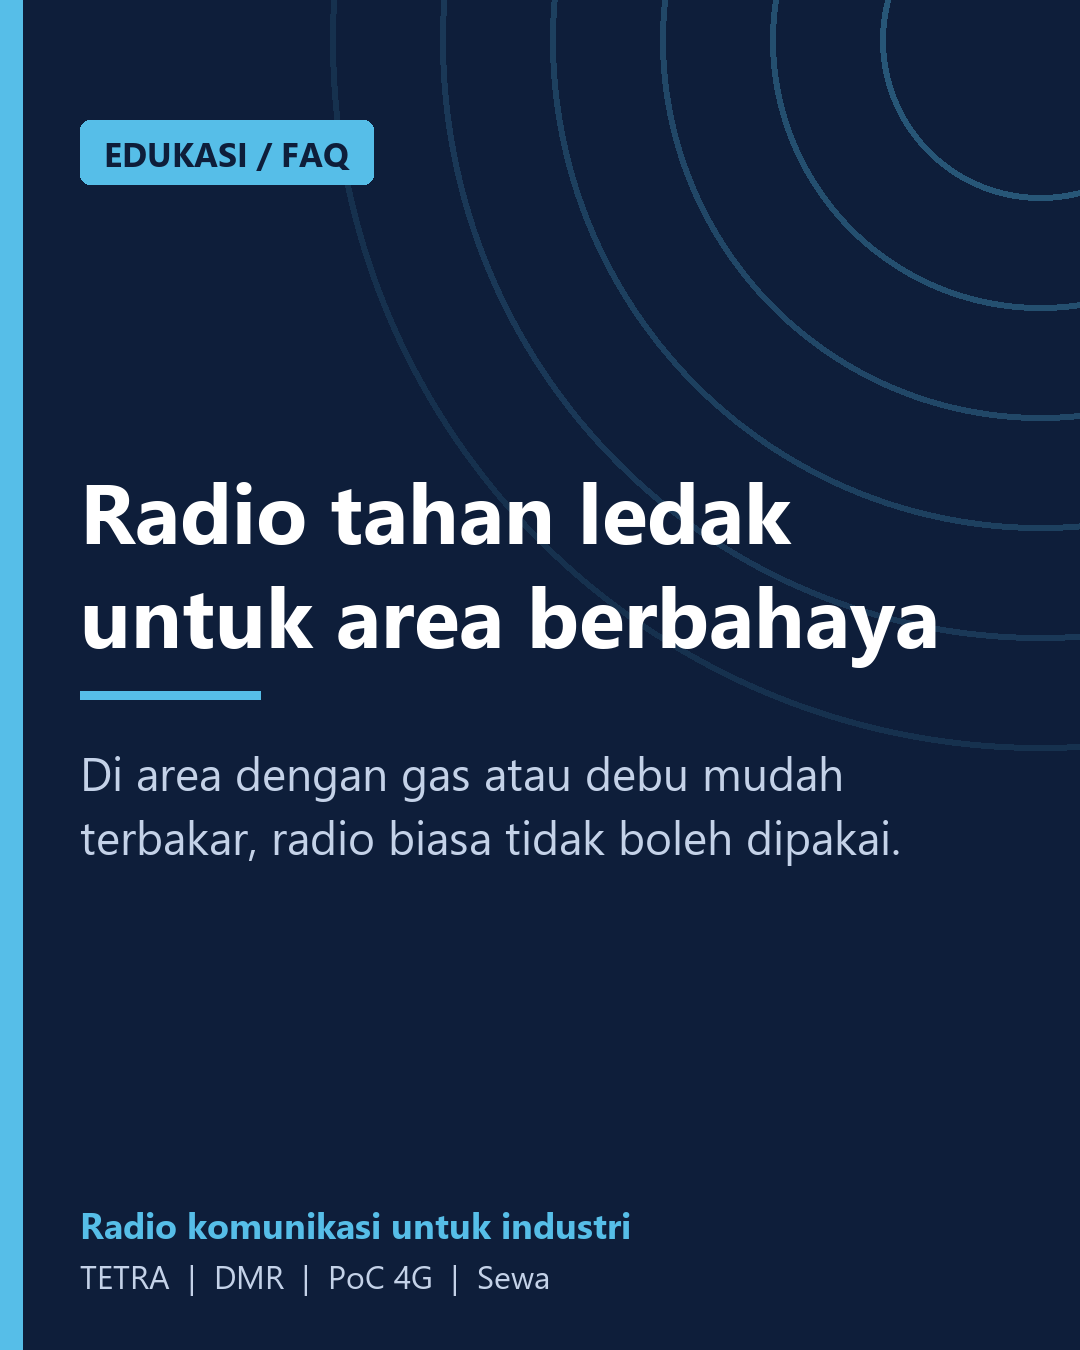 EDUKASI / FAQ
Radio tahan ledak
untuk area berbahaya
Di area dengan gas atau debu mudah
terbakar, radio biasa tidak boleh dipakai.
Radio komunikasi untuk industri
TETRA | DMR | PoC 4G | Sewa